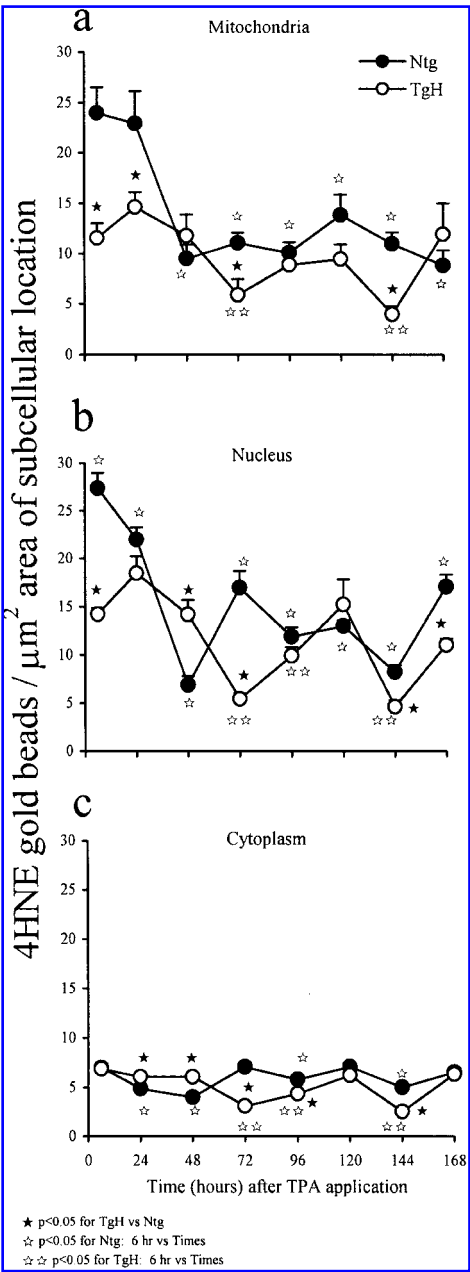 4HNE gold beads / μm² area of subcellular location
a
Mitochondria
Ntg
TgH
30
25
20
15
10
5
0
b
Nucleus
30
25
20
15
10
5
0
c
Cytoplasm
30
25
20
15
10
5
0
0 24 48 72 96 120 144 168
Time (hours) after TPA application
★ p<0.05 for TgH vs Ntg
☆ p<0.05 for Ntg: 6 hr vs Times
☆☆ p<0.05 for TgH: 6 hr vs Times